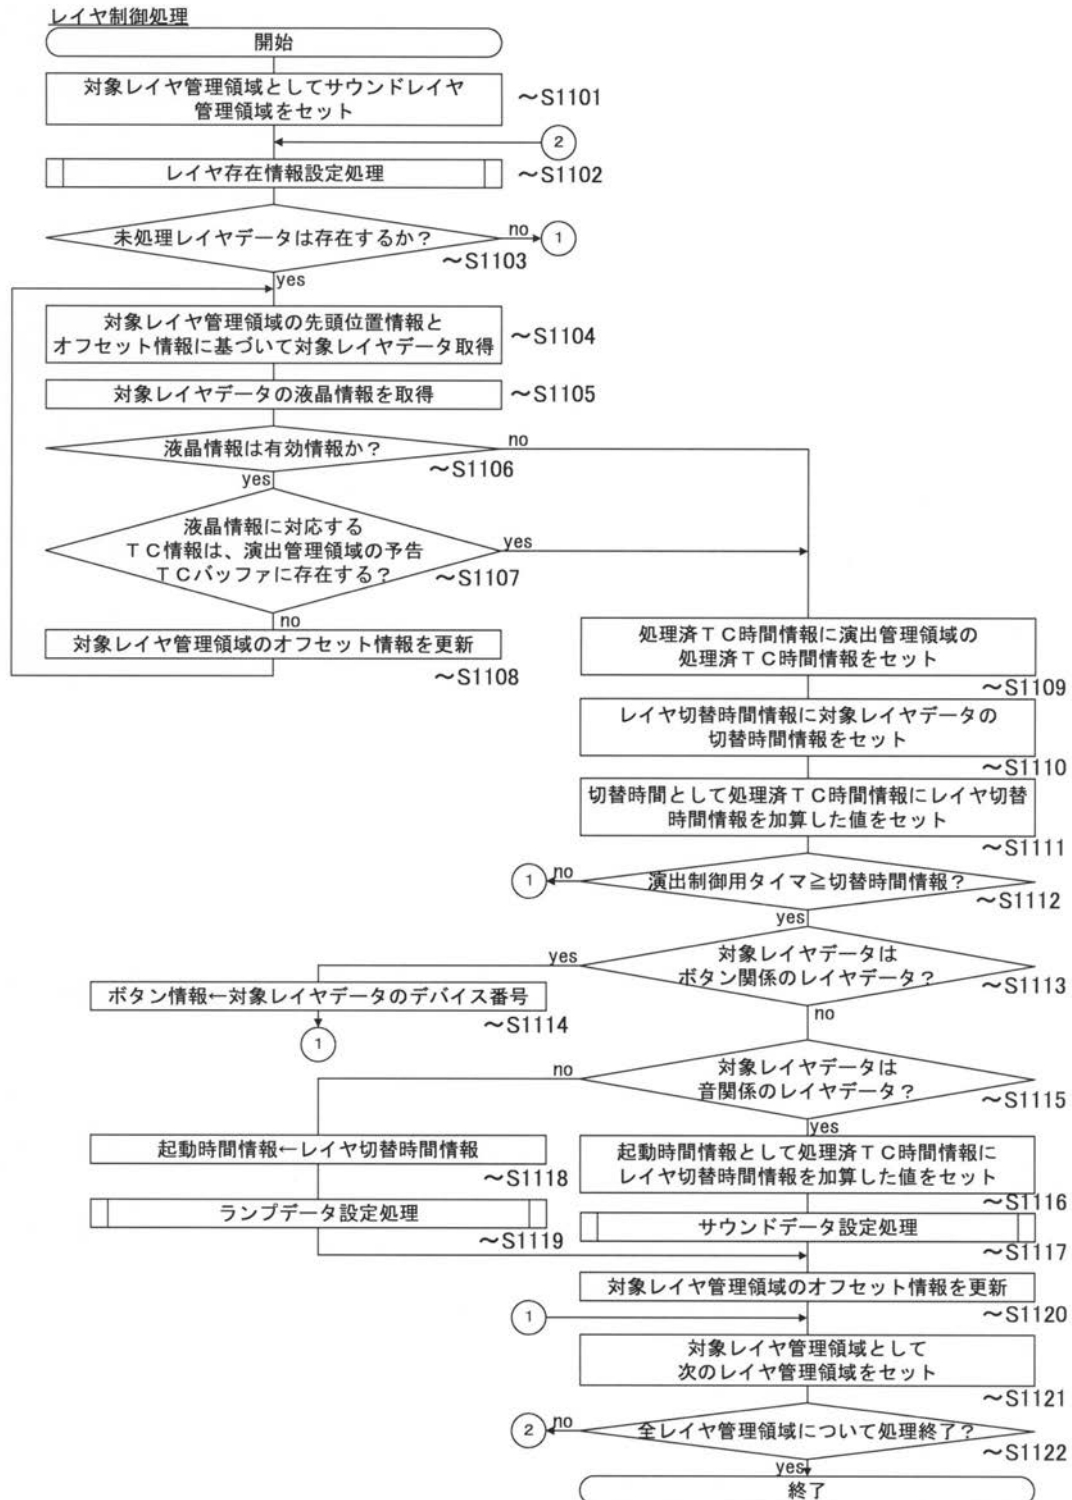 レイヤ制御処理
開始
対象レイヤ管理領域としてサウンドレイヤ
管理領域をセット
~S1101
2
レイヤ存在情報設定処理
~S1102
未処理レイヤデータは存在するか?
no
1
~S1103
yes
対象レイヤ管理領域の先頭位置情報と
オフセット情報に基づいて対象レイヤデータ取得
~S1104
対象レイヤデータの液晶情報を取得
~S1105
液晶情報は有効情報か?
no
~S1106
yes
液晶情報に対応する
TC情報は、演出管理領域の予告
TCバッファに存在する?
yes
~S1107
no
対象レイヤ管理領域のオフセット情報を更新
~S1108
処理済TC時間情報に演出管理領域の
処理済TC時間情報をセット
~S1109
レイヤ切替時間情報に対象レイヤデータの
切替時間情報をセット
~S1110
切替時間として処理済TC時間情報にレイヤ切替
時間情報を加算した値をセット
~S1111
1
no
演出制御用タイマ≧切替時間情報?
~S1112
yes
対象レイヤデータは
ボタン関係のレイヤデータ?
yes
~S1113
ボタン情報←対象レイヤデータのデバイス番号
~S1114
1
no
対象レイヤデータは
音関係のレイヤデータ?
no
~S1115
yes
起動時間情報←レイヤ切替時間情報
~S1118
起動時間情報として処理済TC時間情報に
レイヤ切替時間情報を加算した値をセット
~S1116
ランプデータ設定処理
~S1119
サウンドデータ設定処理
~S1117
対象レイヤ管理領域のオフセット情報を更新
~S1120
1
対象レイヤ管理領域として
次のレイヤ管理領域をセット
~S1121
2
no
全レイヤ管理領域について処理終了?
~S1122
yes
終了